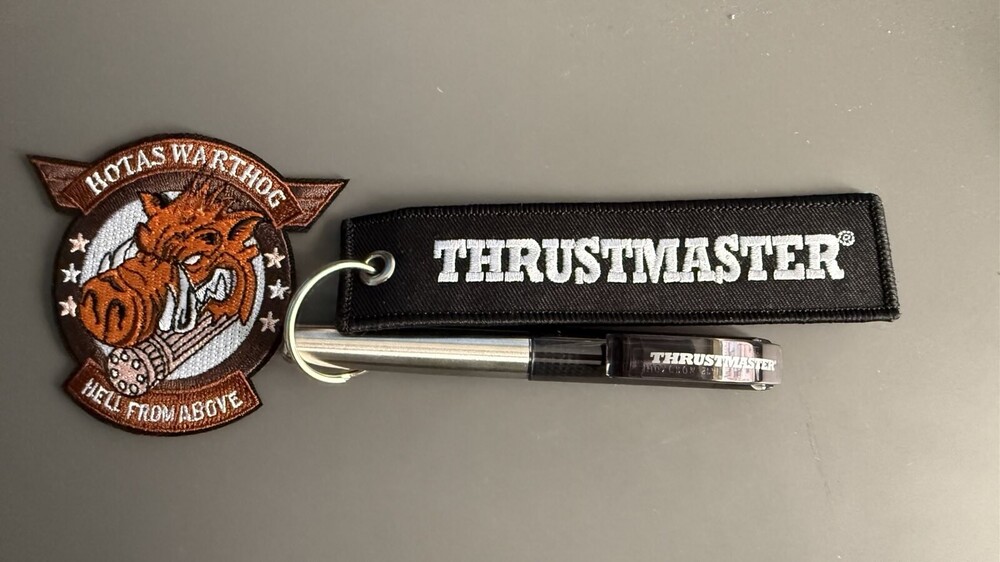 HOTAS WARTHOG
HELL FROM ABOVE
THRUSTMASTER®
THRUSTMASTER